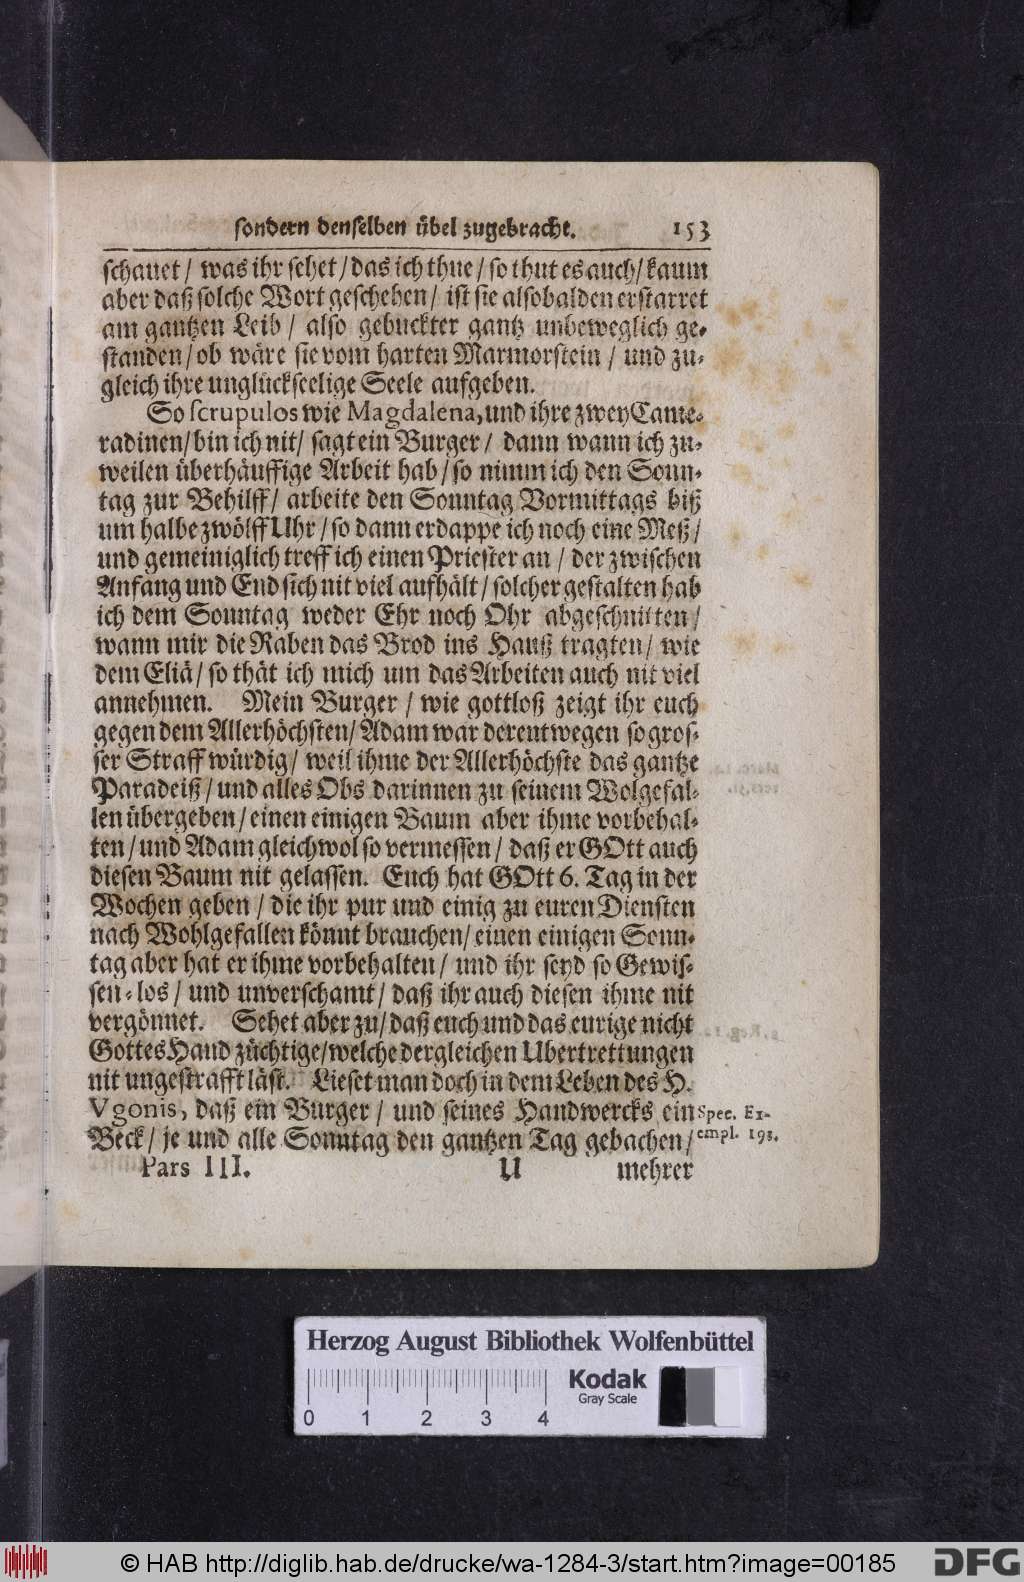 sondern denselben übel zugebracht. 153
schauet / was ihr sehet / das ich thue / so thut es auch / kaum
aber daß solche Wort geschehen / ist sie alsobalden erstarret
am gantzen Leib / also gebuckter gantz unbeweglich ge-
standen / ob wäre sie vom harten Marmorstein / und zu-
gleich ihre unglückseelige Seele aufgeben.
So scrupulos wie Magdalena, und ihre zwey Came-
radinen / bin ich nit / sagt ein Burger / dann wann ich zu-
weilen überhäuffige Arbeit hab / so nimm ich den Sonn-
tag zur Behilff / arbeite den Sonntag Vormittags biß
um halbe zwölff Uhr / so dann erdappe ich noch eine Meß /
und gemeiniglich treff ich einen Priester an / der zwischen
Anfang und End sich nit viel aufhält / solcher gestalten hab
ich dem Sonntag weder Ehr noch Ohr abgeschnitten /
wann mir die Raben das Brod ins Hauß tragten / wie
dem Eliä / so thät ich mich um das Arbeiten auch nit viel
annehmen. Mein Burger / wie gottloß zeigt ihr euch
gegen dem Allerhöchsten / Adam war derentwegen so gros-
ser Straff würdig / weil ihme der Allerhöchste das gantze
Paradeiß / und alles Obs darinnen zu seinem Wolgefal-
len übergeben / einen einigen Baum aber ihme vorbehal-
ten / und Adam gleichwol so vermessen / daß er GOtt auch
diesen Baum nit gelassen. Euch hat GOtt 6. Tag in der
Wochen geben / die ihr pur und einig zu euren Diensten
nach Wohlgefallen könnt brauchen / einen einigen Sonn-
tag aber hat er ihme vorbehalten / und ihr seyd so Gewis-
sen-los / und unverschamt / daß ihr auch diesen ihme nit
vergönnet. Sehet aber zu / daß euch und das eurige nicht
Gottes Hand züchtige / welche dergleichen Ubertrettungen
nit ungestrafft läst. Lieset man doch in dem Leben des H.
Vgonis, daß ein Burger / und seines Handwercks ein
Spec. Ex-
Beck / je und alle Sonntag den gantzen Tag gebachen /
empl. 193.
Pars III. U mehrer
Herzog August Bibliothek Wolfenbüttel
Kodak
Gray Scale
0 1 2 3 4
© HAB http://diglib.hab.de/drucke/wa-1284-3/start.htm?image=00185
DFG